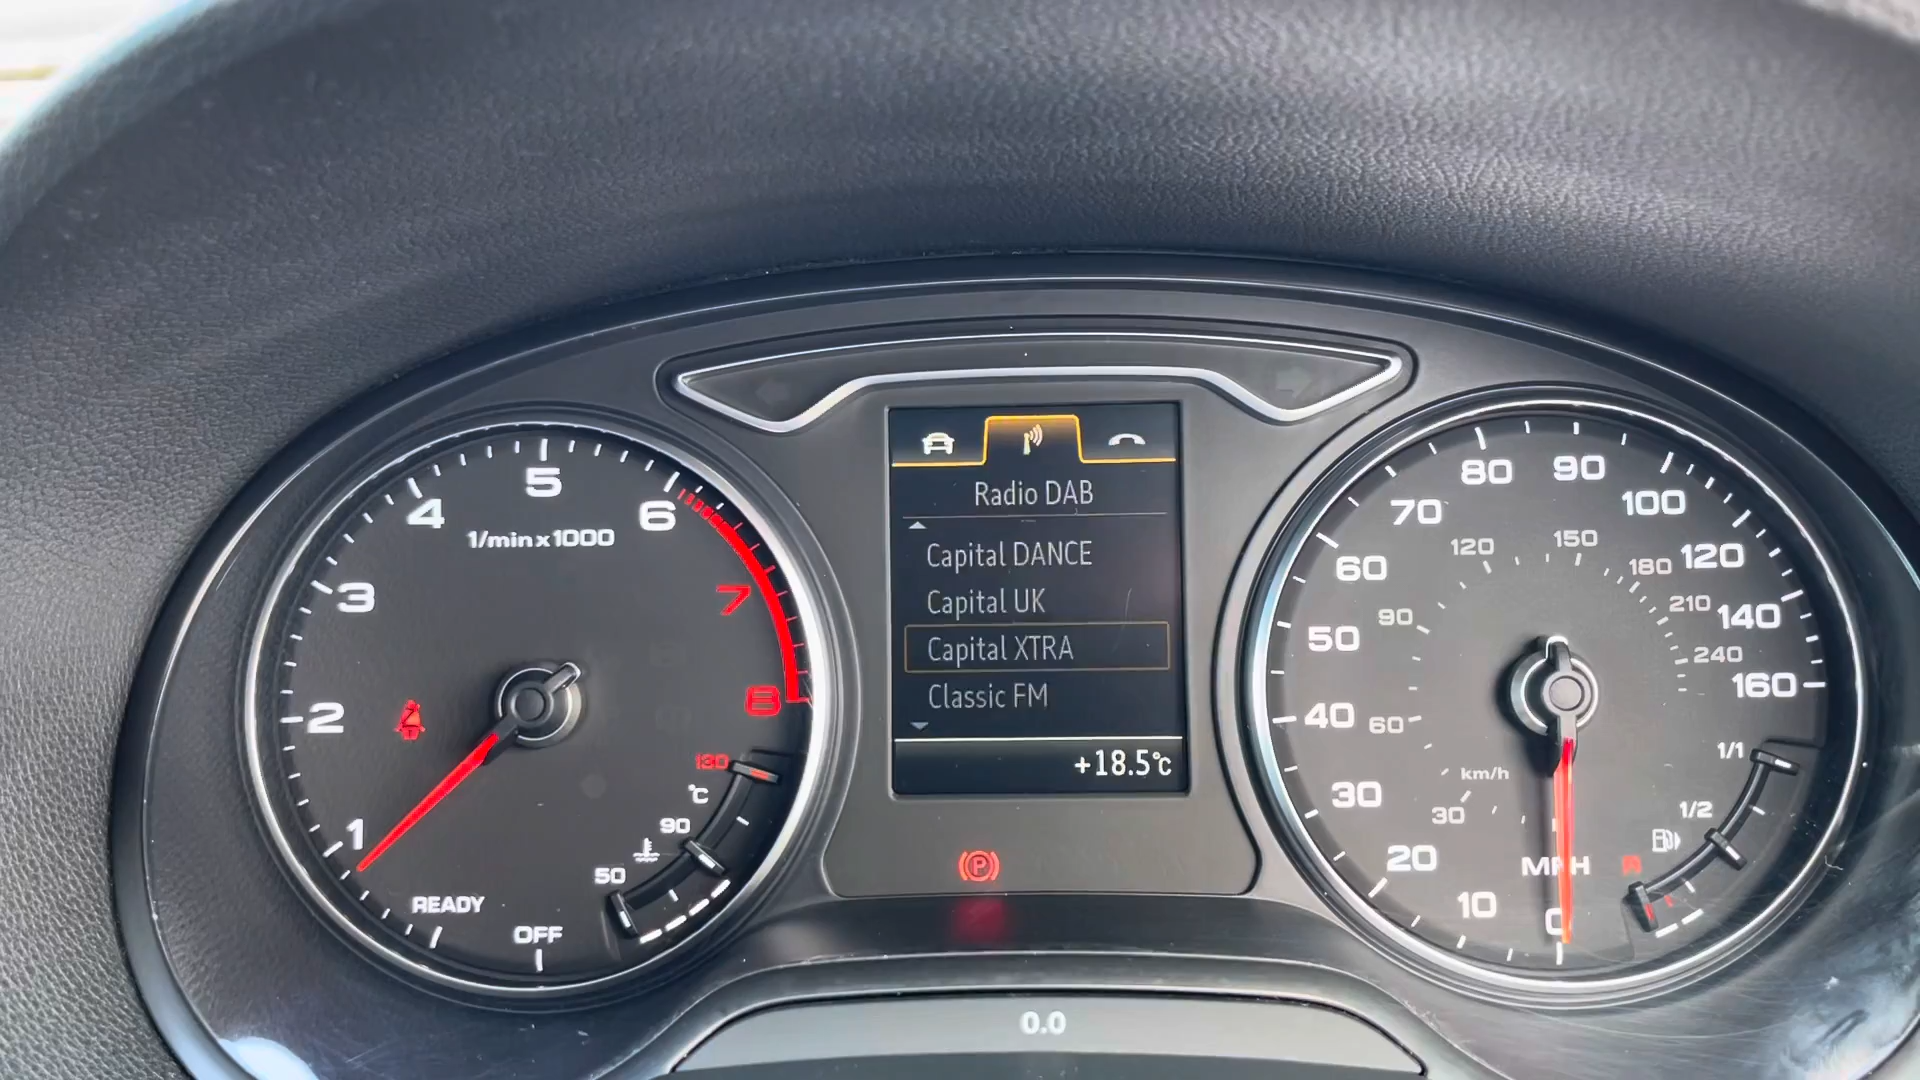 Radio DAB
Capital DANCE
Capital UK
Capital XTRA
Classic FM
+18.5°C
1/min x 1000
1
2
3
4
5
6
7
8
READY
OFF
50
90
°C
130
0
10
20
30
40
50
60
70
80
90
100
120
140
160
MPH
30
60
90
120
150
180
210
240
km/h
1/1
1/2
R
P
0.0